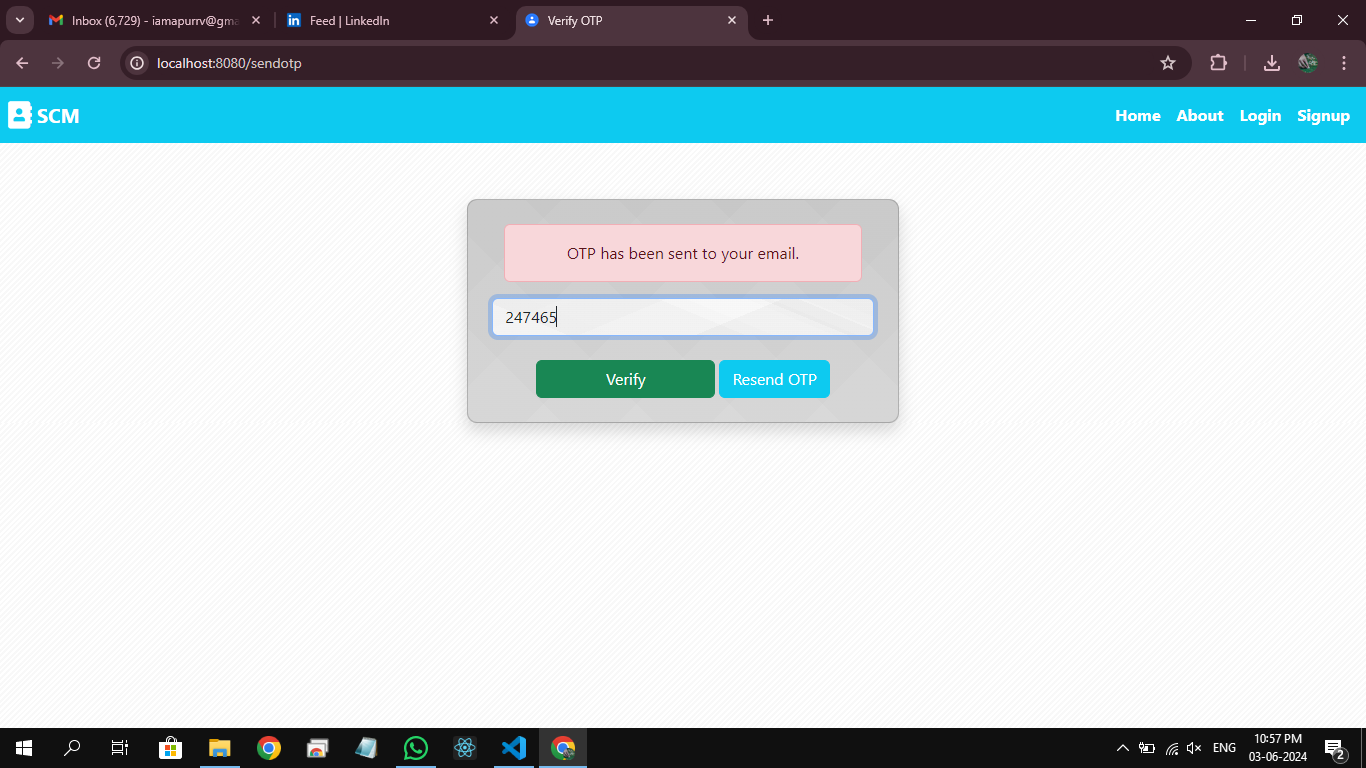 Inbox (6,729) - iamapurrv@gma
Feed | LinkedIn
Verify OTP
localhost:8080/sendotp
SCM
Home About Login Signup
OTP has been sent to your email.
247465
Verify Resend OTP
ENG
10:57 PM
03-06-2024
2